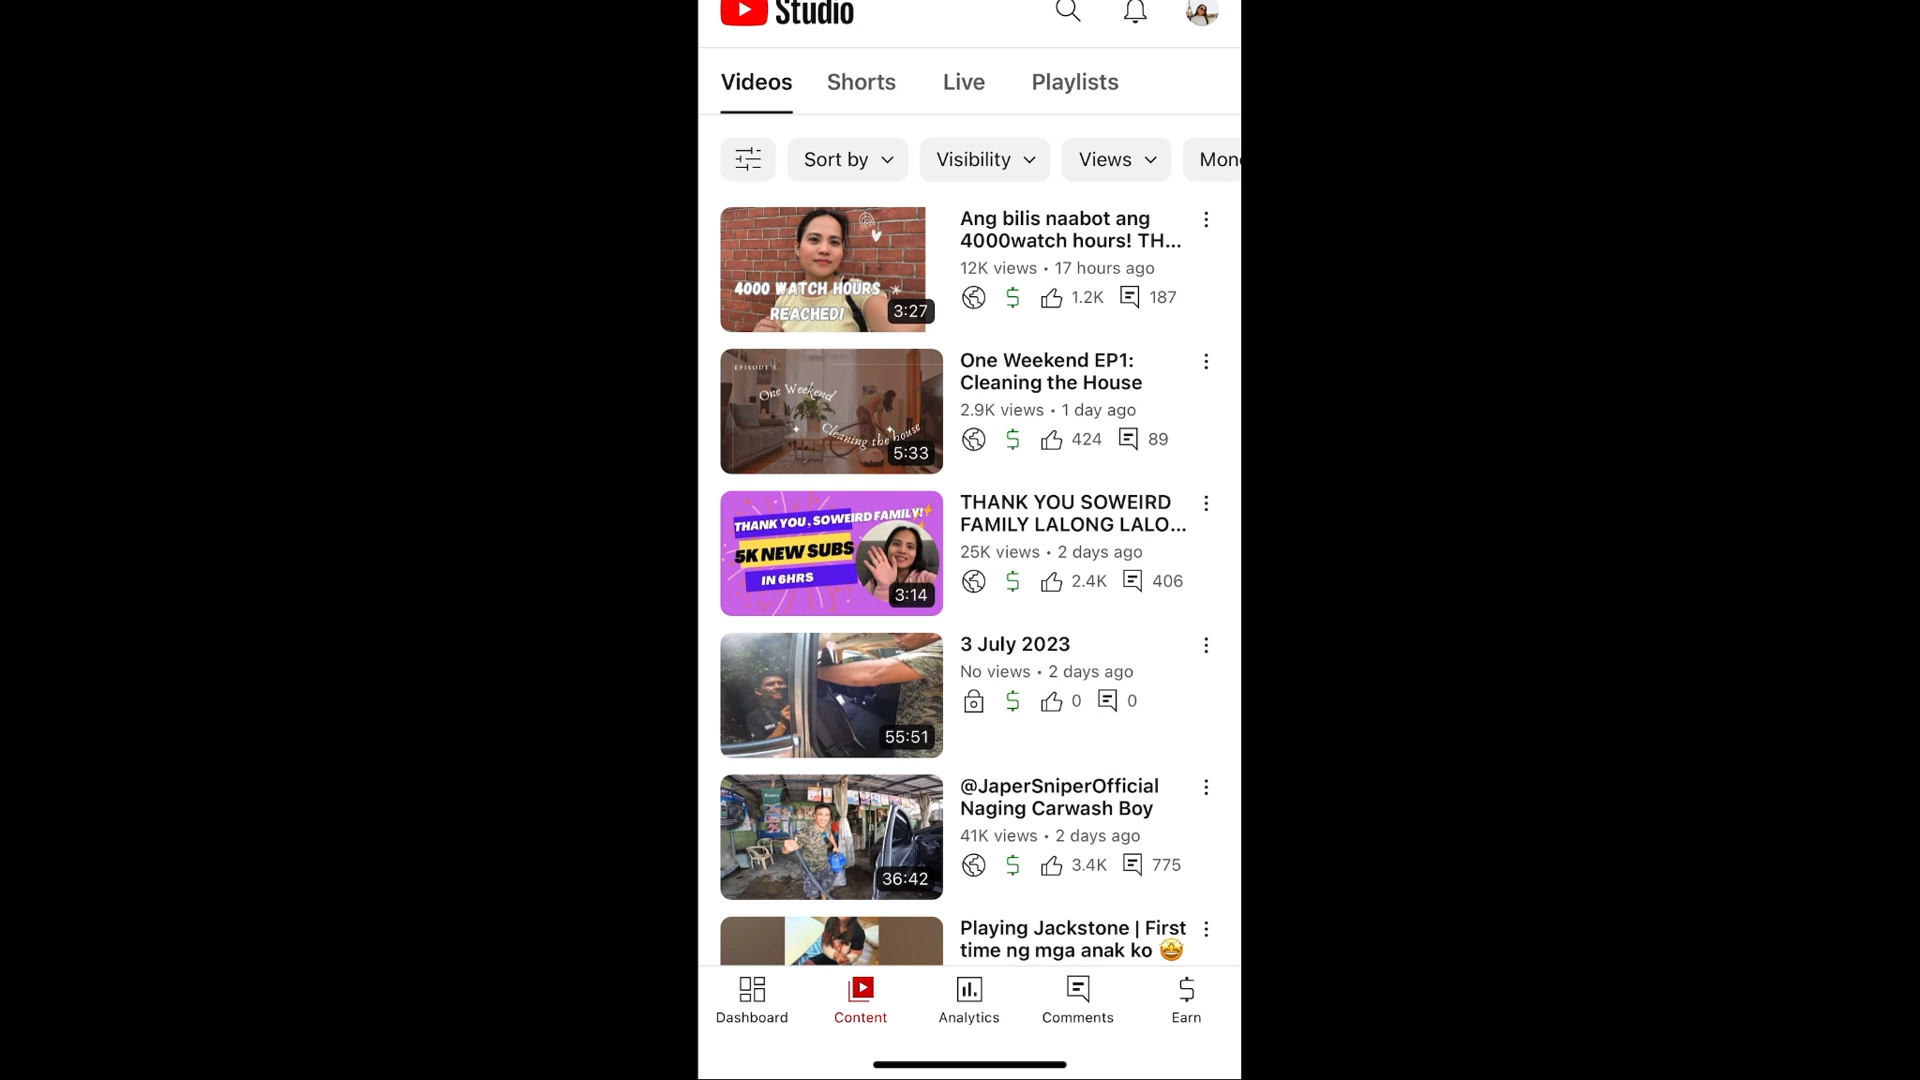 Studio
Videos
Shorts
Live
Playlists
Sort by
Visibility
Views
Mon
4000 WATCH HOURS
REACHED!
3:27
Ang bilis naabot ang
4000watch hours! TH...
12K views • 17 hours ago
1.2K
187
EPISODE 1
One Weekend
Cleaning the house
5:33
One Weekend EP1:
Cleaning the House
2.9K views • 1 day ago
424
89
THANK YOU, SOWEIRD FAMILY!
5K NEW SUBS
IN 6HRS
3:14
THANK YOU SOWEIRD
FAMILY LALONG LALO...
25K views • 2 days ago
2.4K
406
55:51
3 July 2023
No views • 2 days ago
0
0
36:42
@JaperSniperOfficial
Naging Carwash Boy
41K views • 2 days ago
3.4K
775
Playing Jackstone | First
time ng mga anak ko 🤩
Dashboard
Content
Analytics
Comments
Earn